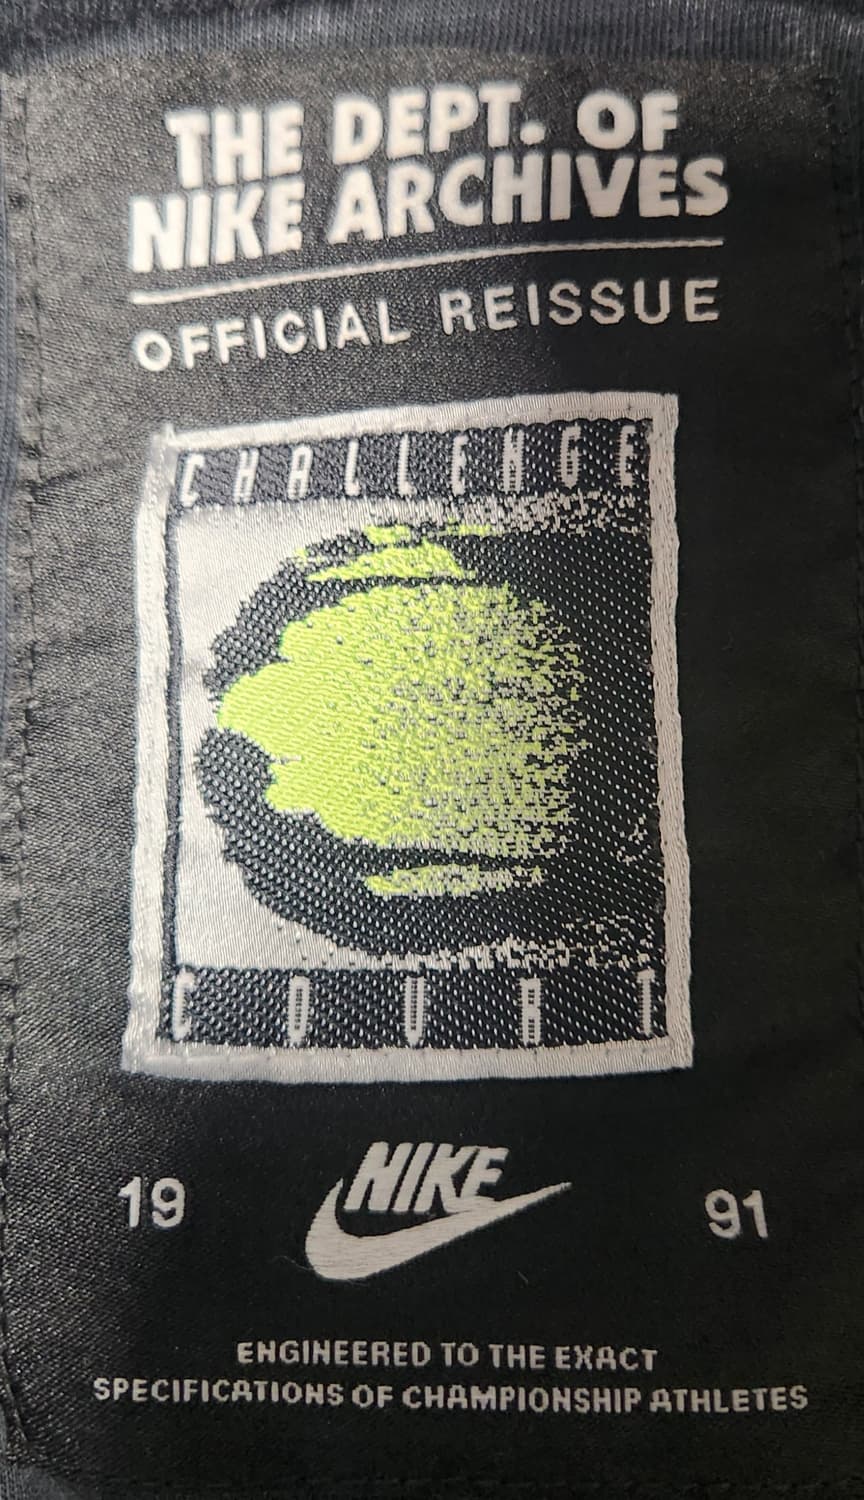 THE DEPT. OF
NIKE ARCHIVES
OFFICIAL REISSUE
CHALLENGE
COURT
NIKE
19 91
ENGINEERED TO THE EXACT
SPECIFICATIONS OF CHAMPIONSHIP ATHLETES